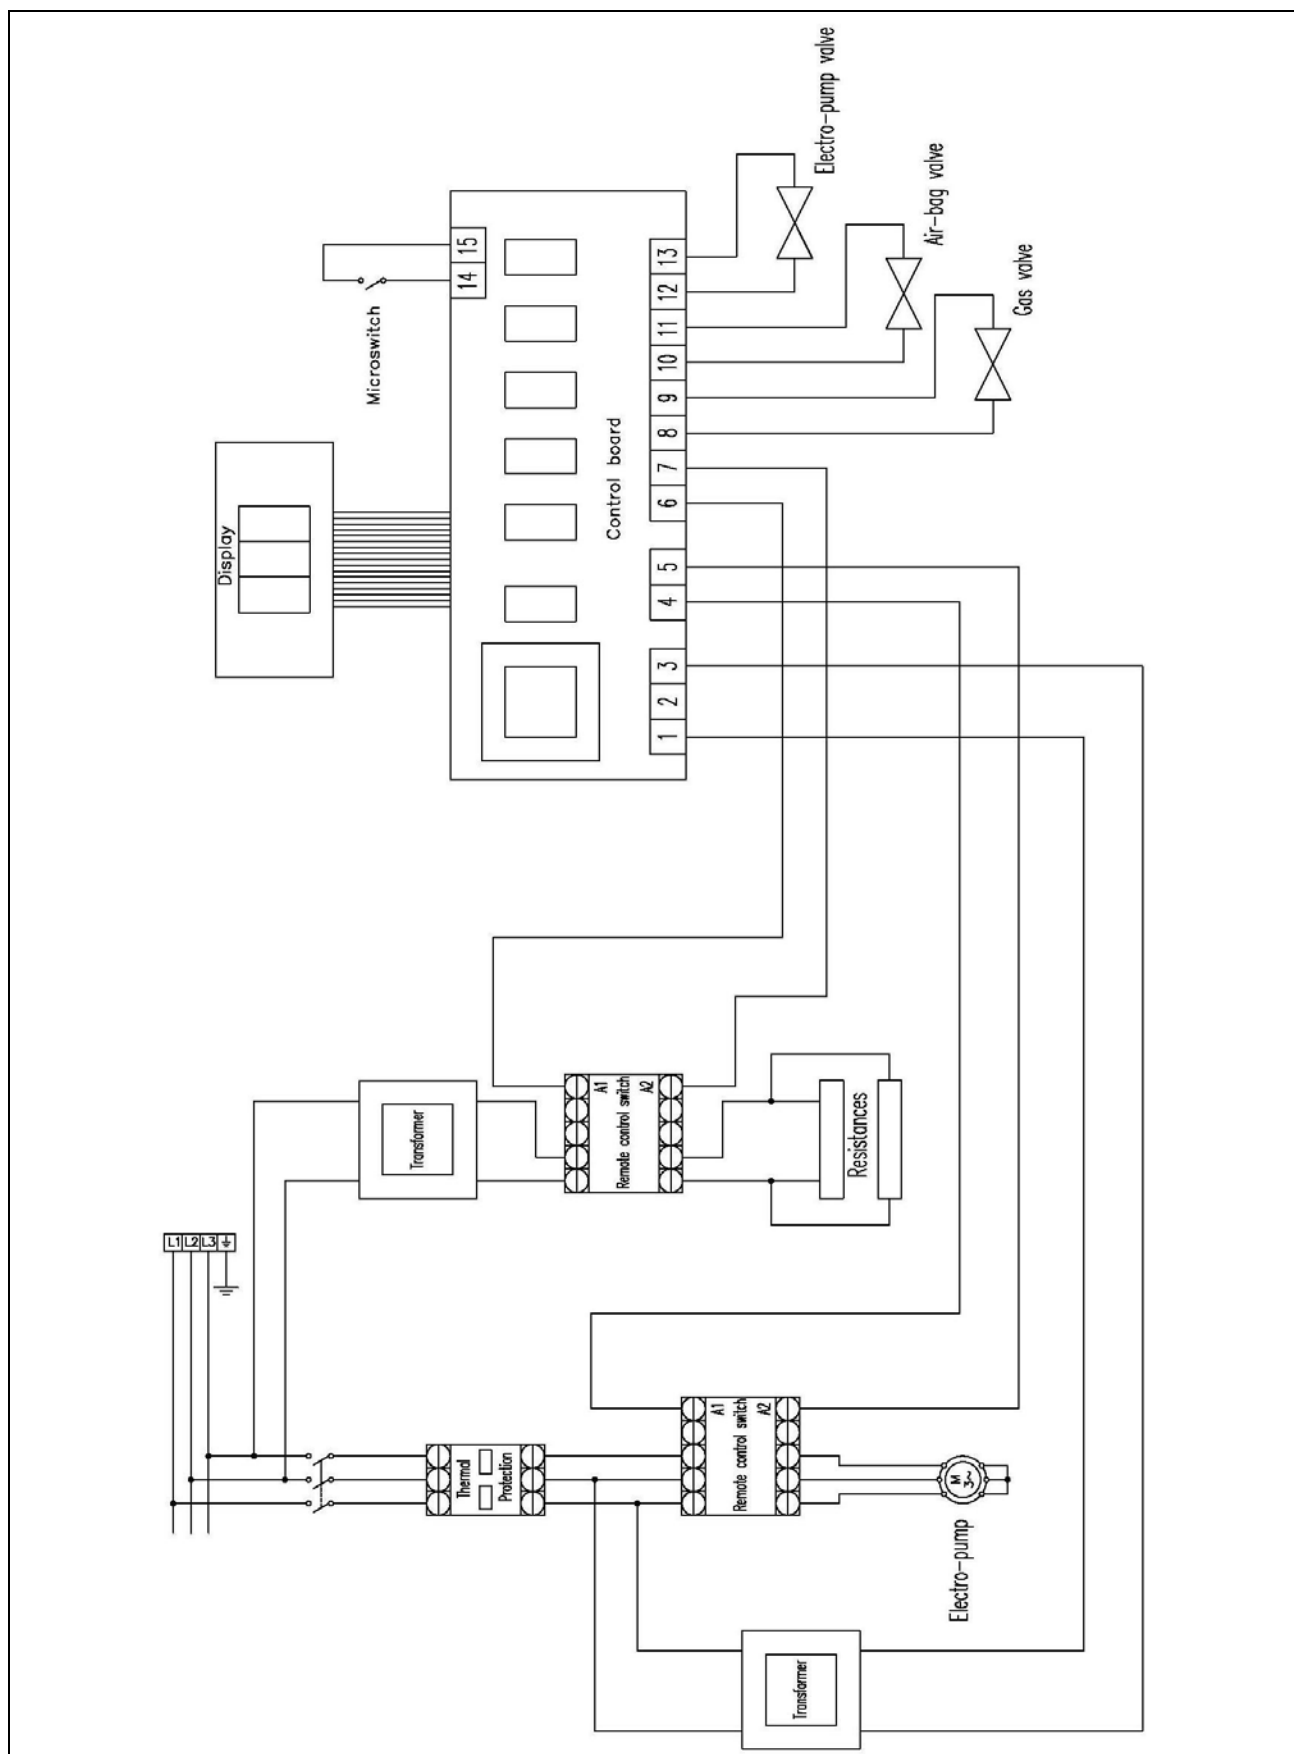 Electro-pump valve
Air-bag valve
Gas valve
15
14
Microswitch
Display
Control board
13
12
11
10
9
8
7
6
5
4
3
2
1
Transformer
A1
A2
Remote control switch
Resistances
L1 L2 L3
A1
A2
Remote control switch
Thermal
Protection
M
3~
Electro-pump
Transformer